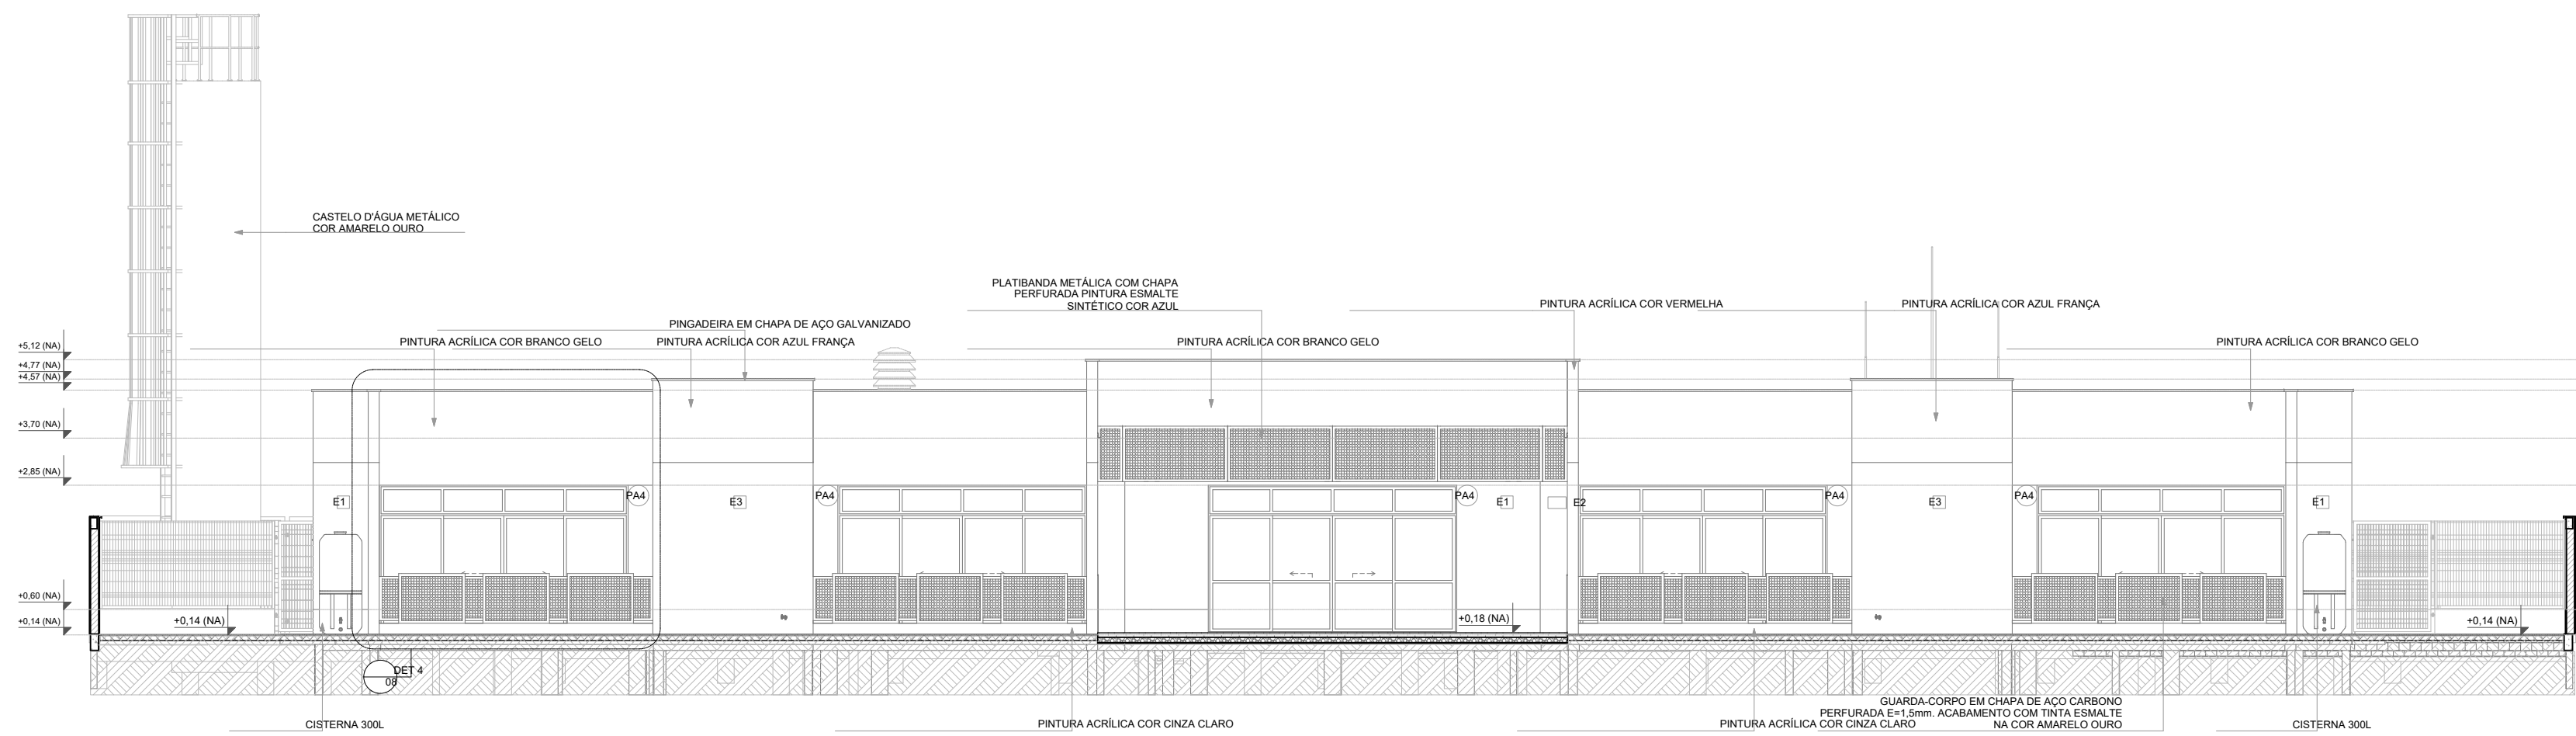 CASTELO D'ÁGUA METÁLICO
COR AMARELO OURO
PLATIBANDA METÁLICA COM CHAPA
PERFURADA PINTURA ESMALTE
SINTÉTICO COR AZUL
PINTURA ACRÍLICA COR VERMELHA
PINTURA ACRÍLICA COR AZUL FRANÇA
PINGADEIRA EM CHAPA DE AÇO GALVANIZADO
PINTURA ACRÍLICA COR BRANCO GELO
PINTURA ACRÍLICA COR AZUL FRANÇA
PINTURA ACRÍLICA COR BRANCO GELO
PINTURA ACRÍLICA COR BRANCO GELO
+5,12 (NA)
+4,77 (NA)
+4,57 (NA)
+3,70 (NA)
+2,85 (NA)
E1
PA4
E3
PA4
PA4
E1
E2
PA4
E3
PA4
E1
+0,60 (NA)
+0,14 (NA)
+0,14 (NA)
+0,18 (NA)
+0,14 (NA)
DET 4
08
GUARDA-CORPO EM CHAPA DE AÇO CARBONO
PERFURADA E=1,5mm. ACABAMENTO COM TINTA ESMALTE
NA COR AMARELO OURO
CISTERNA 300L
PINTURA ACRÍLICA COR CINZA CLARO
PINTURA ACRÍLICA COR CINZA CLARO
CISTERNA 300L